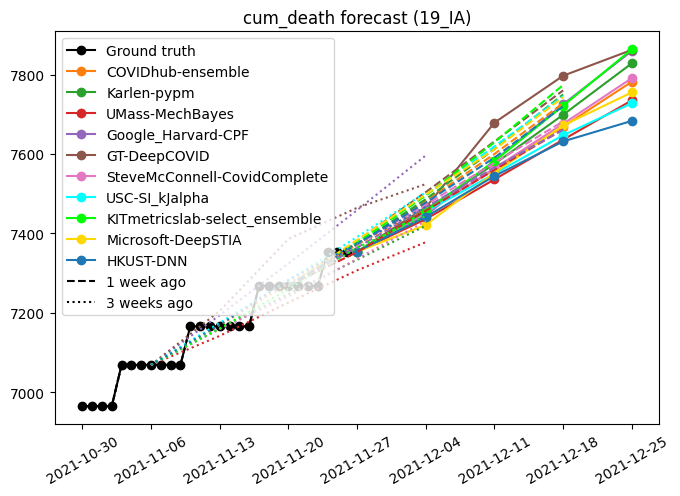 cum_death forecast (19_IA)
7800
7600
7400
7200
7000
Ground truth
COVIDhub-ensemble
Karlen-pypm
UMass-MechBayes
Google_Harvard-CPF
GT-DeepCOVID
SteveMcConnell-CovidComplete
USC-SI_kJalpha
KITmetricslab-select_ensemble
Microsoft-DeepSTIA
HKUST-DNN
1 week ago
3 weeks ago
2021-10-30
2021-11-06
2021-11-13
2021-11-20
2021-11-27
2021-12-04
2021-12-11
2021-12-18
2021-12-25